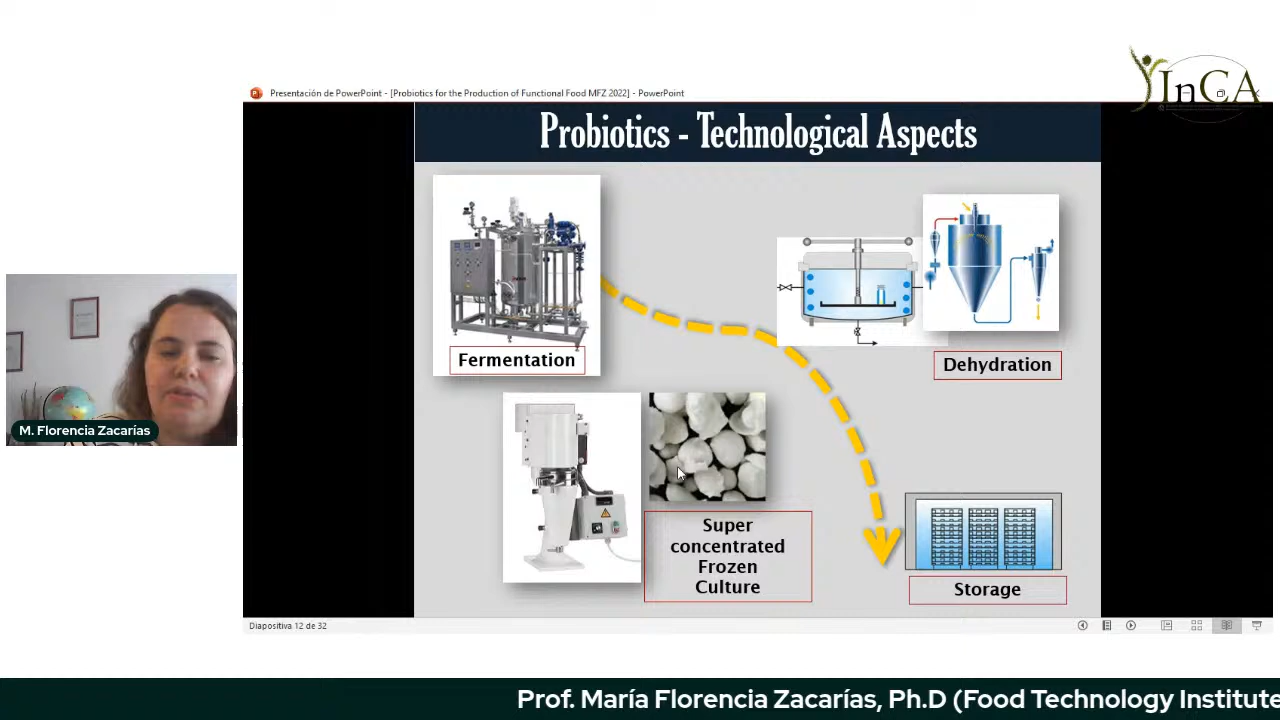 InCA
Presentación de PowerPoint - [Probiotics for the Production of Functional Food MFZ 2022] - PowerPoint
Probiotics - Technological Aspects
Fermentation
Dehydration
M. Florencia Zacarías
Super
concentrated
Frozen
Culture
Storage
Diapositiva 12 de 32
Prof. María Florencia Zacarías, Ph.D (Food Technology Institute